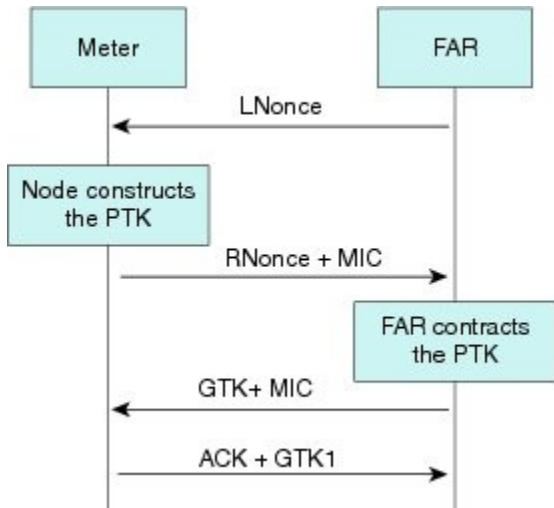 Meter
FAR
LNonce
Node constructs
the PTK
RNonce + MIC
FAR contracts
the PTK
GTK+ MIC
ACK + GTK1